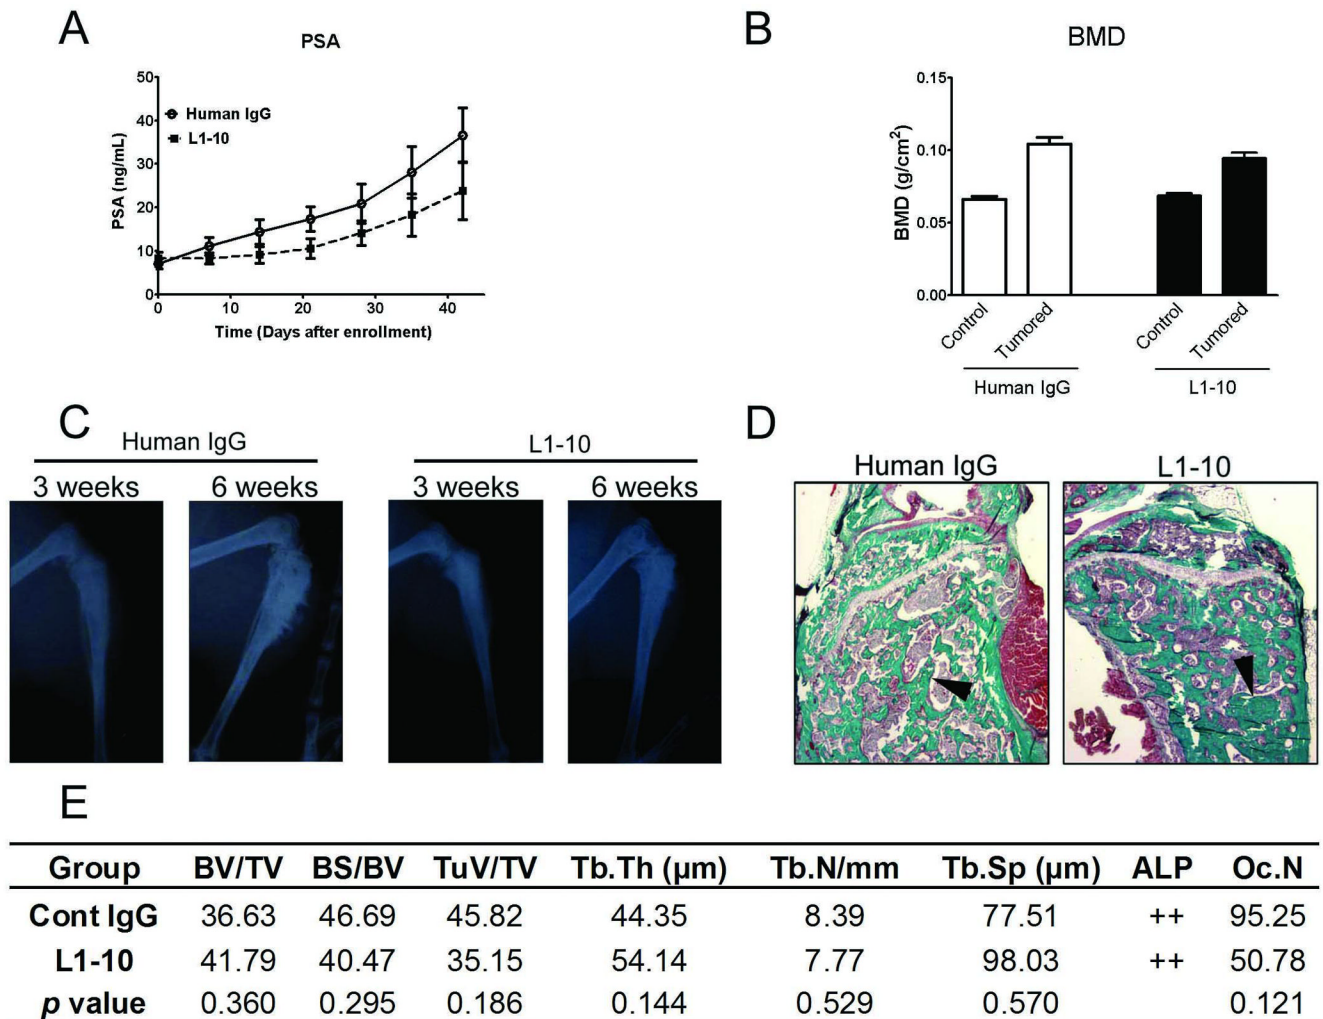 A
PSA
PSA (ng/mL)
50
40
30
20
10
0
Human IgG
L1-10
0 10 20 30 40
Time (Days after enrollment)
B
BMD
BMD (g/cm²)
0.15
0.10
0.05
0.00
Control Tumored Control Tumored
Human IgG L1-10
C
Human IgG L1-10
3 weeks 6 weeks 3 weeks 6 weeks
D
Human IgG L1-10
E
Group BV/TV BS/BV TuV/TV Tb.Th (µm) Tb.N/mm Tb.Sp (µm) ALP Oc.N
Cont IgG 36.63 46.69 45.82 44.35 8.39 77.51 ++ 95.25
L1-10 41.79 40.47 35.15 54.14 7.77 98.03 ++ 50.78
p value 0.360 0.295 0.186 0.144 0.529 0.570 0.121